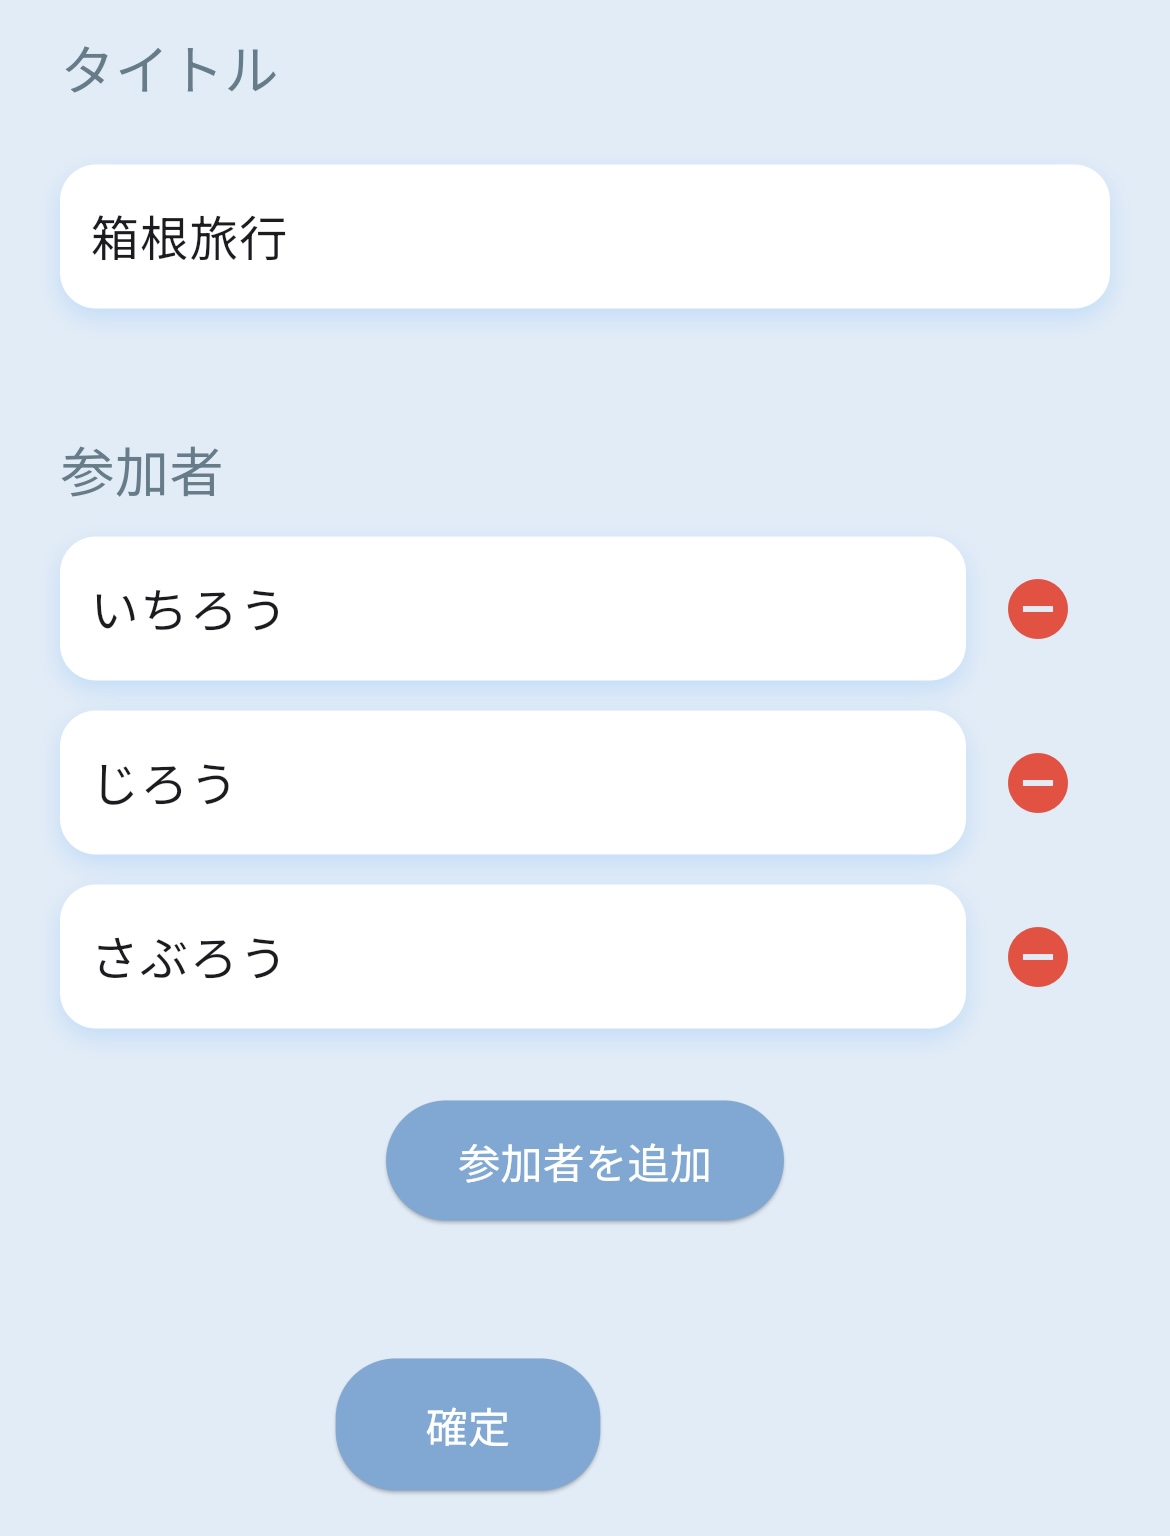 タイトル
箱根旅行
参加者
いちろう
じろう
さぶろう
参加者を追加
確定